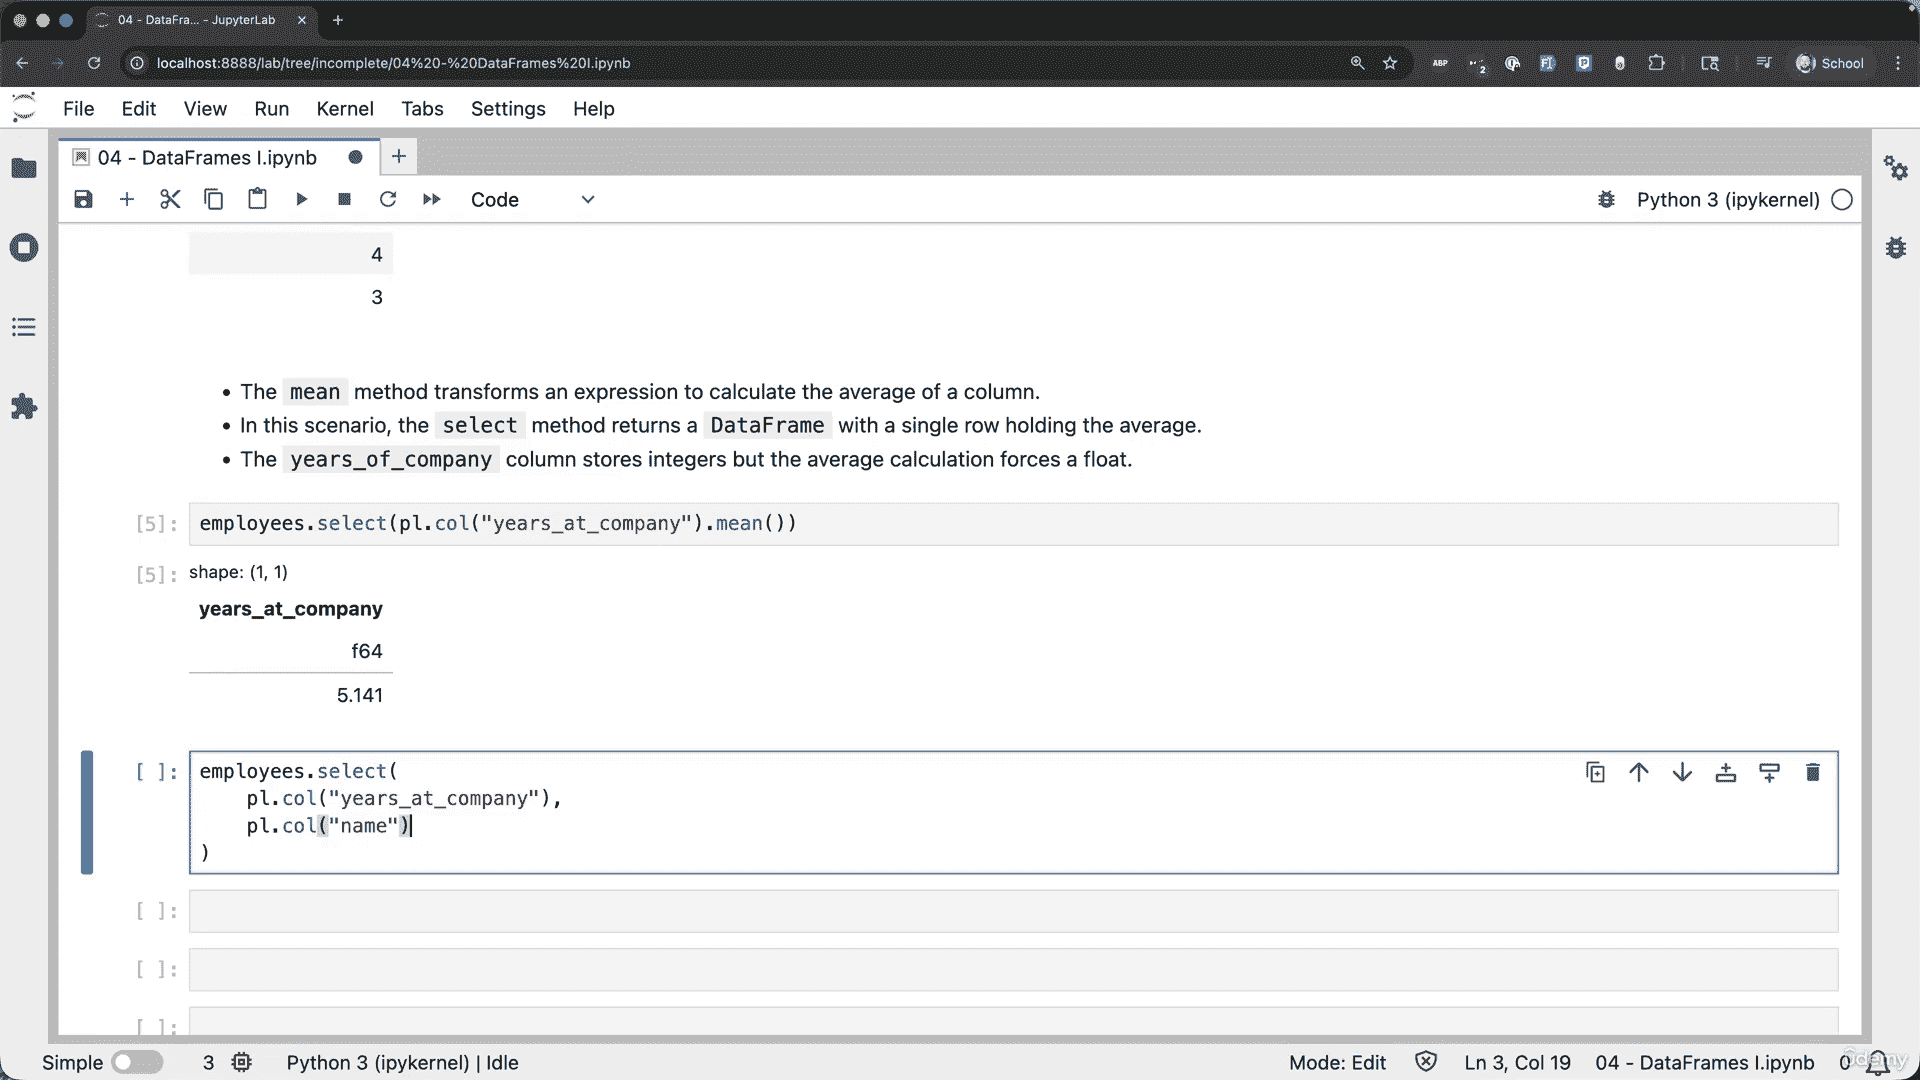 04 - DataFra... - JupyterLab
localhost:8888/lab/tree/incomplete/04%20-%20DataFrames%20I.ipynb
ABP
2
School
File Edit View Run Kernel Tabs Settings Help
04 - DataFrames I.ipynb
Code
Python 3 (ipykernel)
4
3
• The mean method transforms an expression to calculate the average of a column.
• In this scenario, the select method returns a DataFrame with a single row holding the average.
• The years_of_company column stores integers but the average calculation forces a float.
[5]: employees.select(pl.col("years_at_company").mean())
[5]: shape: (1, 1)
years_at_company
f64
5.141
[ ]: employees.select(
pl.col("years_at_company"),
pl.col("name")
)
[ ]:
[ ]:
[ ]:
Simple 3 Python 3 (ipykernel) | Idle Mode: Edit Ln 3, Col 19 04 - DataFrames I.ipynb 0
Udemy